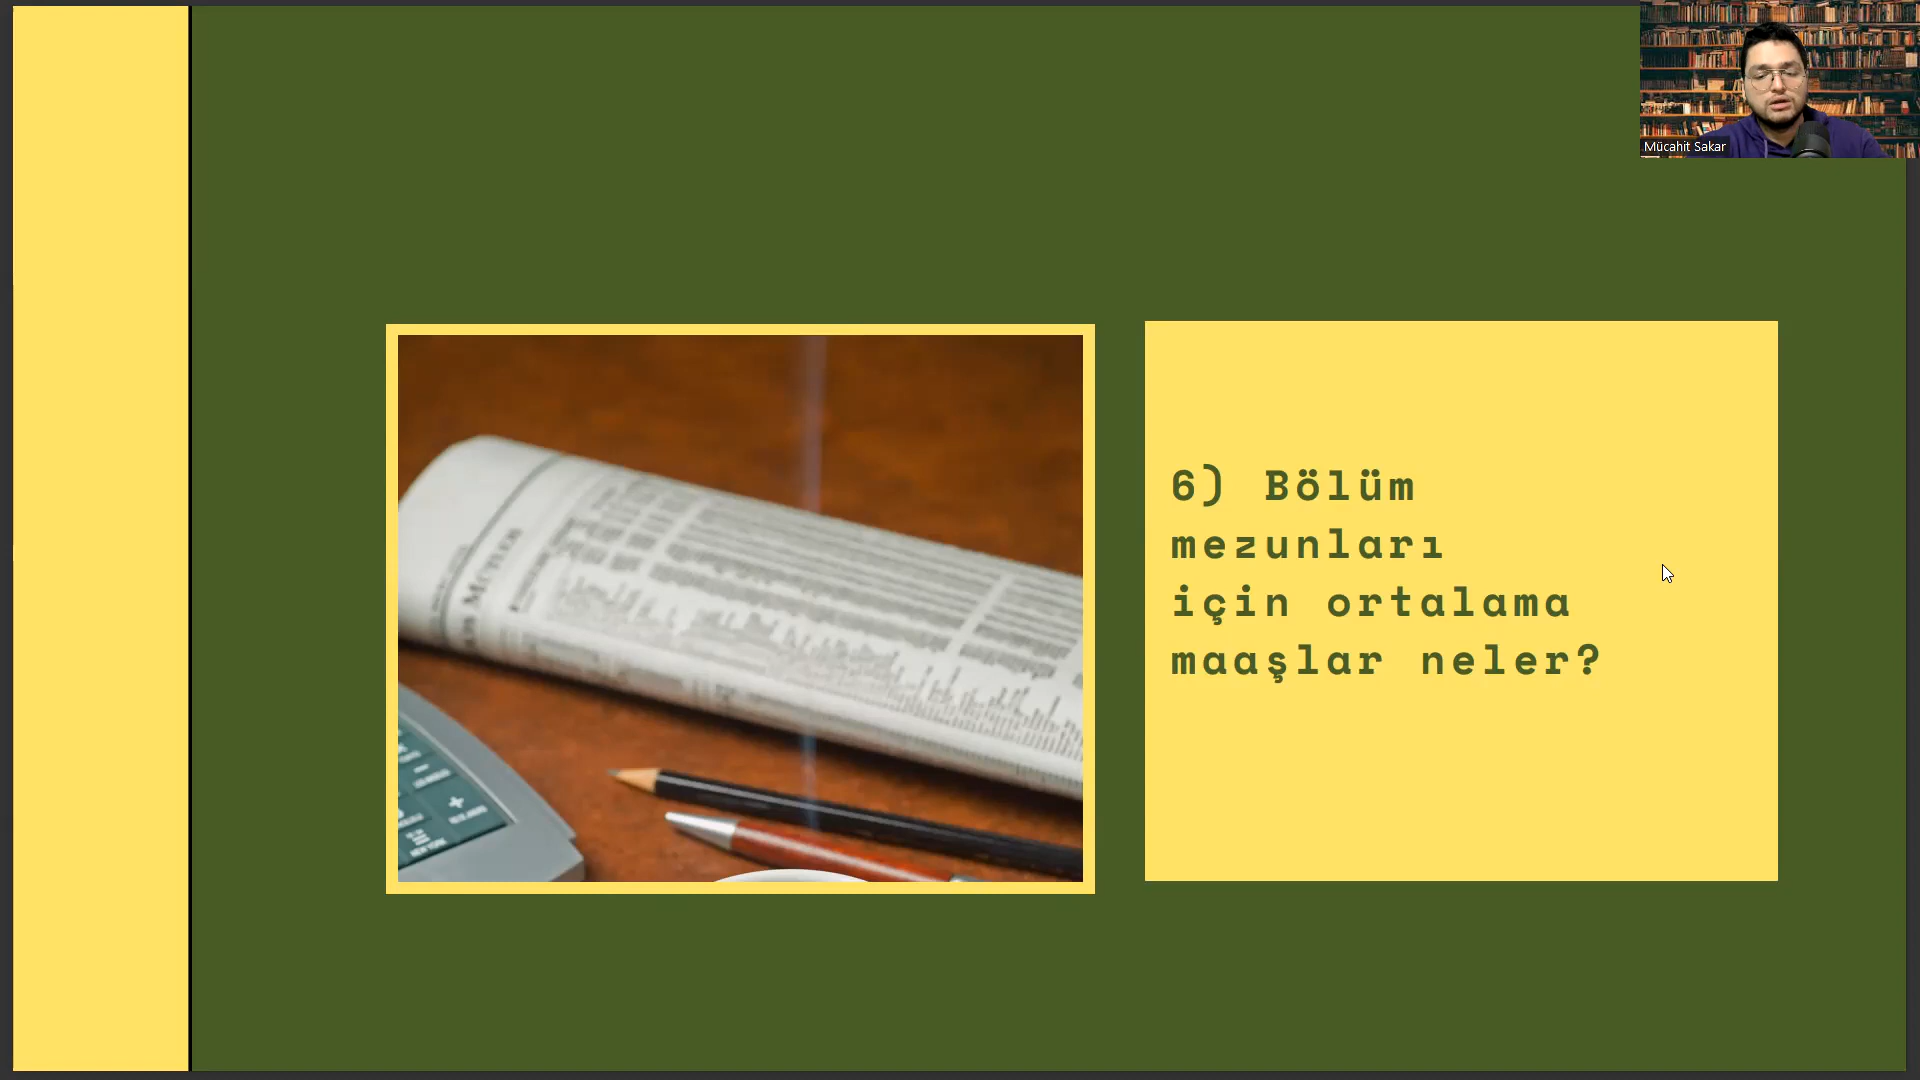 Mücahit Sakar
6) Bölüm
mezunları
için ortalama
maaşlar neler?